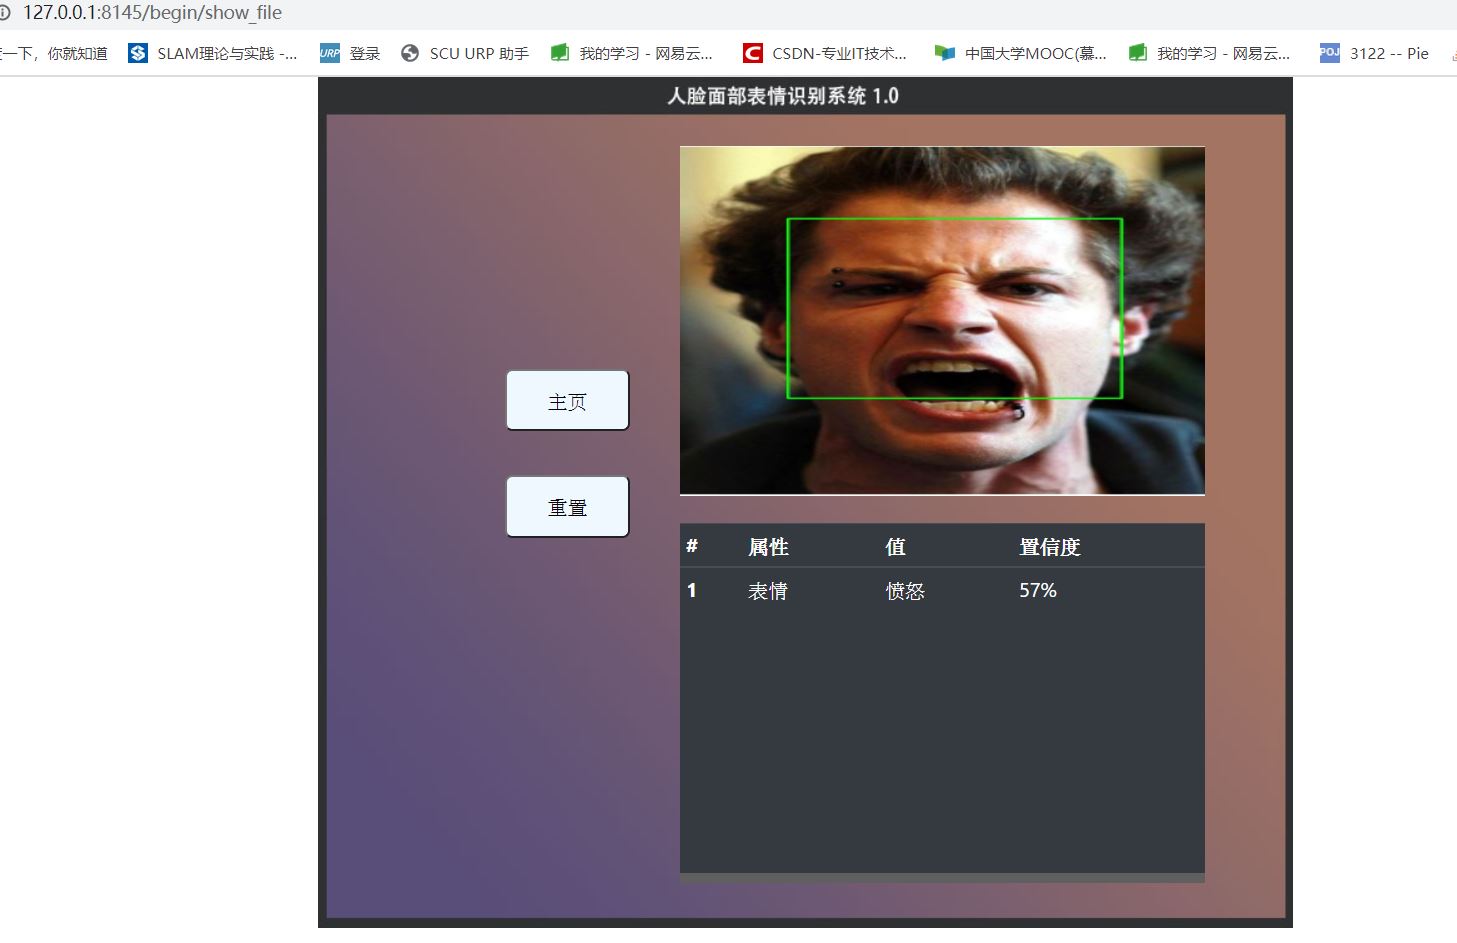 127.0.0.1:8145/begin/show_file
一下，你就知道 SLAM理论与实践 -... URP 登录 SCU URP 助手 我的学习 - 网易云... C CSDN-专业IT技术... 中国大学MOOC(慕... 我的学习 - 网易云... POJ 3122 -- Pie
人脸面部表情识别系统 1.0
主页
重置
# 属性 值 置信度
1 表情 愤怒 57%